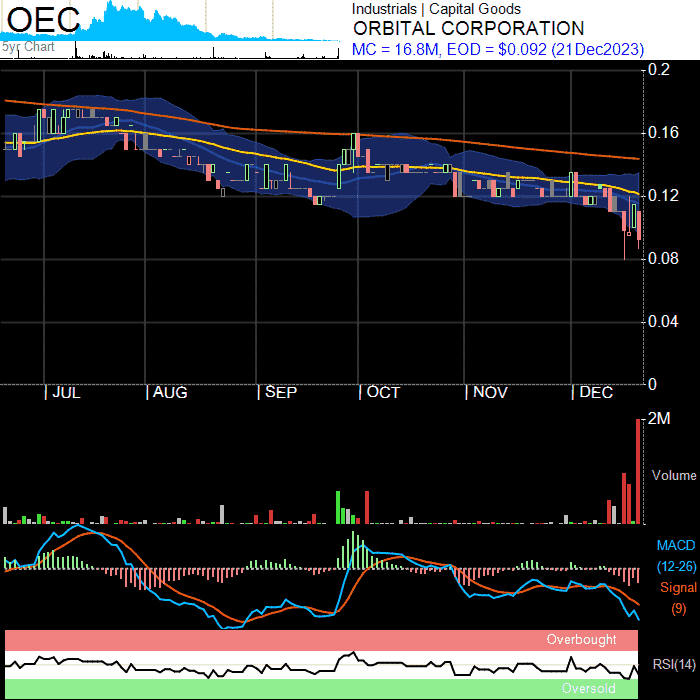 OEC
5yr Chart
Industrials | Capital Goods
ORBITAL CORPORATION
MC = 16.8M, EOD = $0.092 (21Dec2023)
0.2
0.16
0.12
0.08
0.04
0
JUL
AUG
SEP
OCT
NOV
DEC
2M
Volume
MACD
(12-26)
Signal
(9)
Overbought
RSI(14)
Oversold